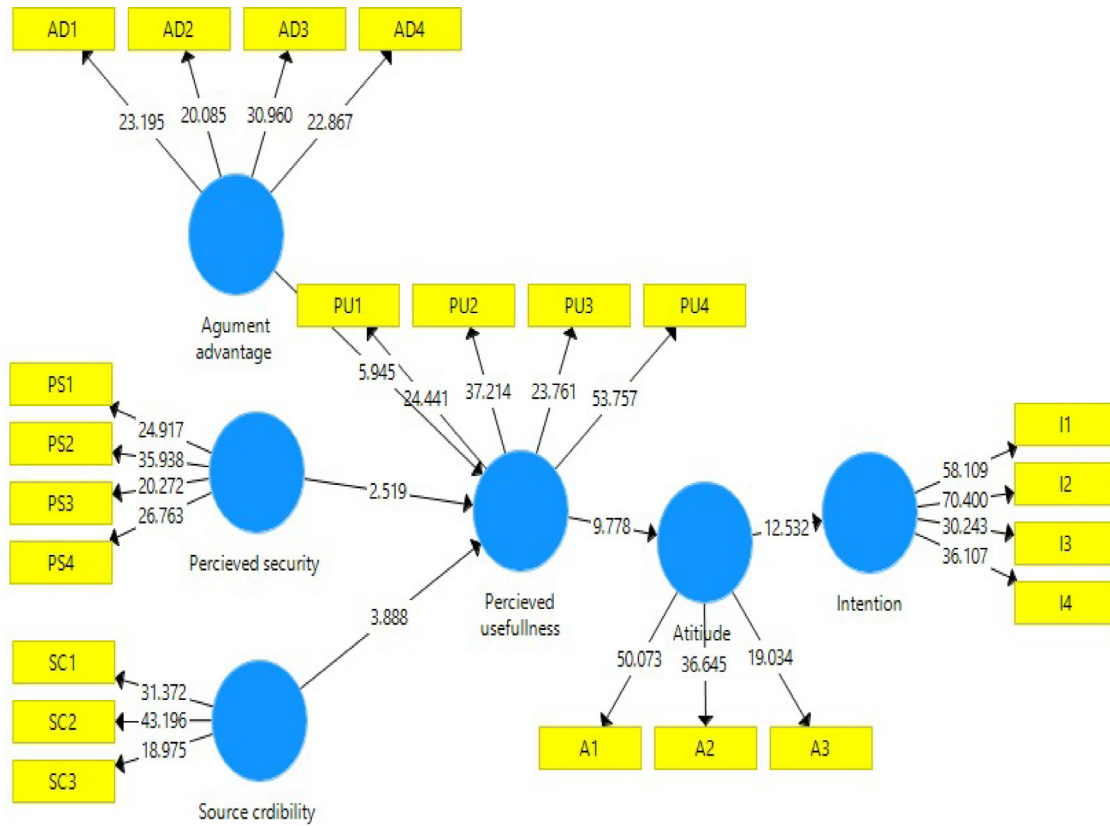 AD1
AD2
AD3
AD4
23.195
20.085
30.960
22.867
Agument
advantage
PU1
PU2
PU3
PU4
5.945
24.441
37.214
23.761
53.757
PS1
PS2
PS3
PS4
24.917
35.938
20.272
26.763
Percieved security
2.519
Percieved
usefullness
9.778
Atitiude
12.532
Intention
58.109
70.400
30.243
36.107
I1
I2
I3
I4
3.888
SC1
SC2
SC3
31.372
43.196
18.975
Source crdibility
50.073
36.645
19.034
A1
A2
A3